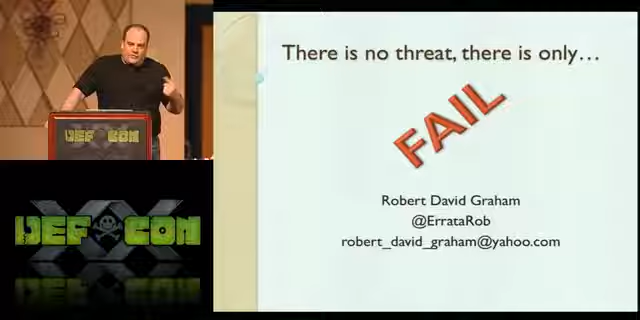 There is no threat, there is only…
FAIL
Robert David Graham
@ErrataRob
robert_david_graham@yahoo.com
DEF CON
XX
DEF CON